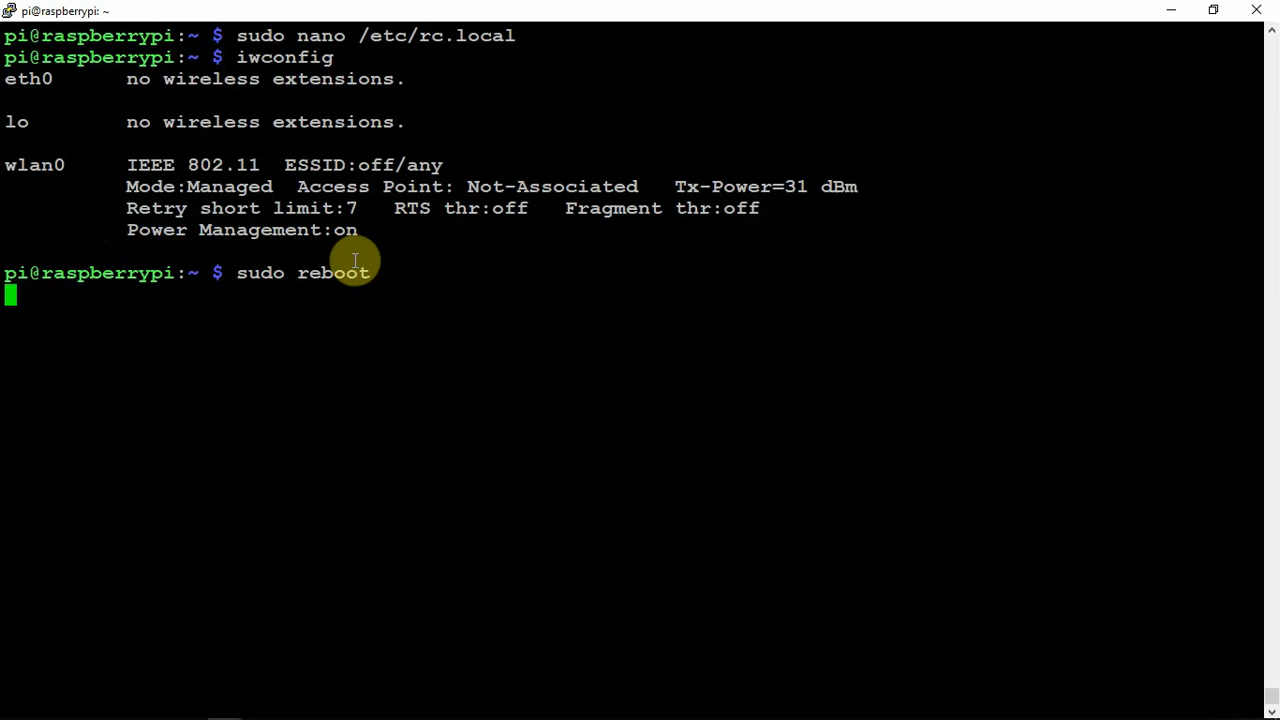 pi@raspberrypi: ~
pi@raspberrypi:~ $ sudo nano /etc/rc.local
pi@raspberrypi:~ $ iwconfig
eth0      no wireless extensions.
lo        no wireless extensions.
wlan0     IEEE 802.11  ESSID:off/any
Mode:Managed  Access Point: Not-Associated   Tx-Power=31 dBm
Retry short limit:7   RTS thr:off   Fragment thr:off
Power Management:on
pi@raspberrypi:~ $ sudo reboot